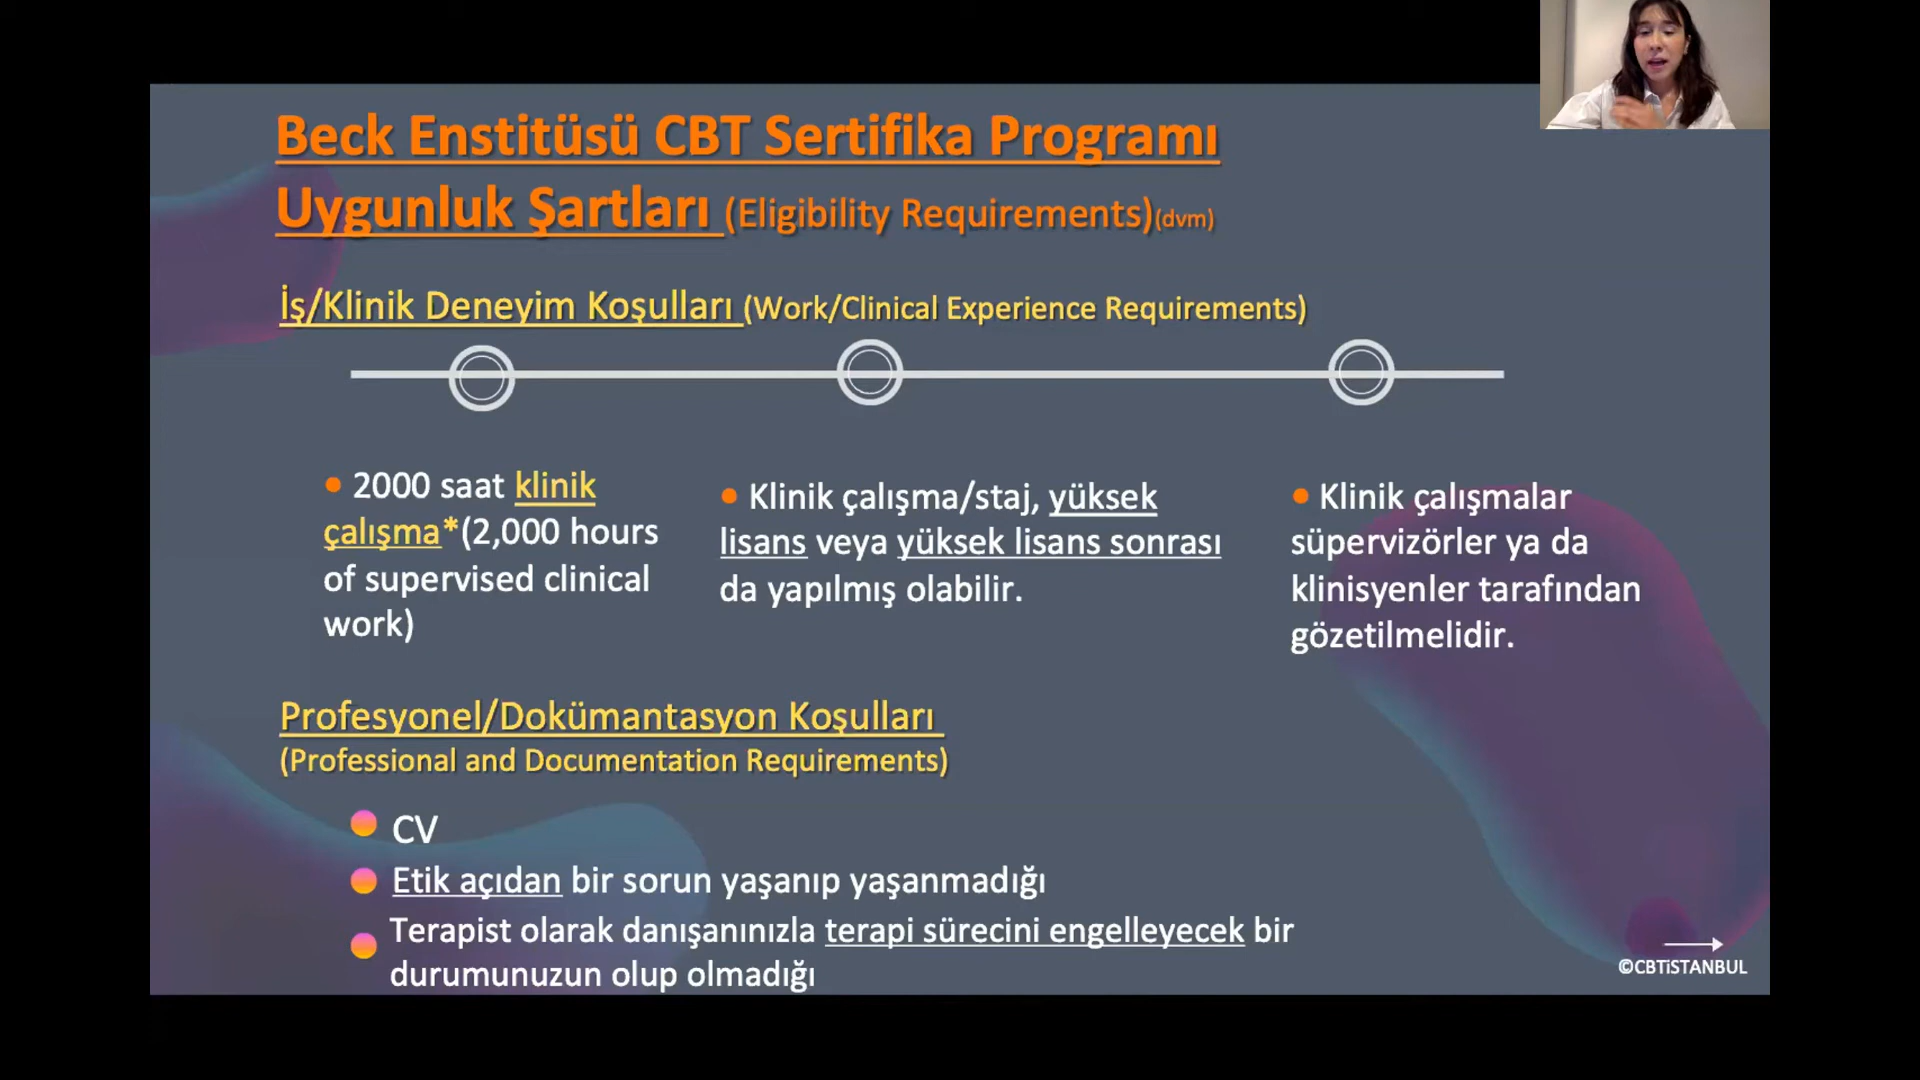 Beck Enstitüsü CBT Sertifika Programı
Uygunluk Şartları (Eligibility Requirements)(dvm)
İş/Klinik Deneyim Koşulları (Work/Clinical Experience Requirements)
• 2000 saat klinik
çalışma*(2,000 hours
of supervised clinical
work)
• Klinik çalışma/staj, yüksek
lisans veya yüksek lisans sonrası
da yapılmış olabilir.
• Klinik çalışmalar
süpervizörler ya da
klinisyenler tarafından
gözetilmelidir.
Profesyonel/Dokümantasyon Koşulları
(Professional and Documentation Requirements)
CV
Etik açıdan bir sorun yaşanıp yaşanmadığı
Terapist olarak danışanınızla terapi sürecini engelleyecek bir
durumunuzun olup olmadığı
©CBTiSTANBUL